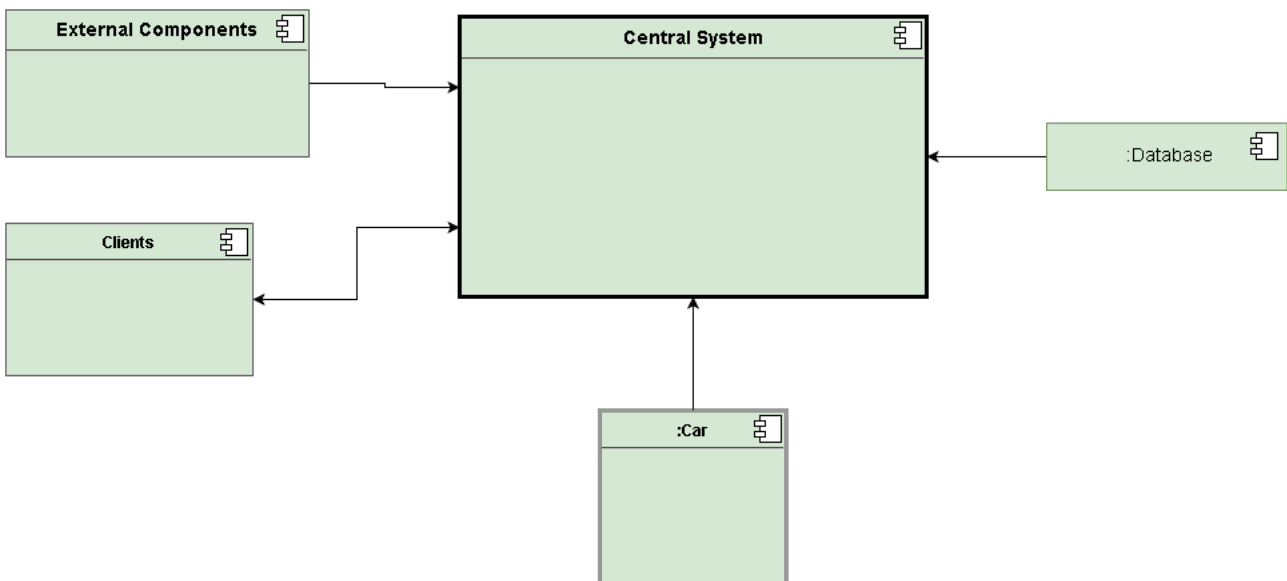 External Components
Central System
:Database
Clients
:Car